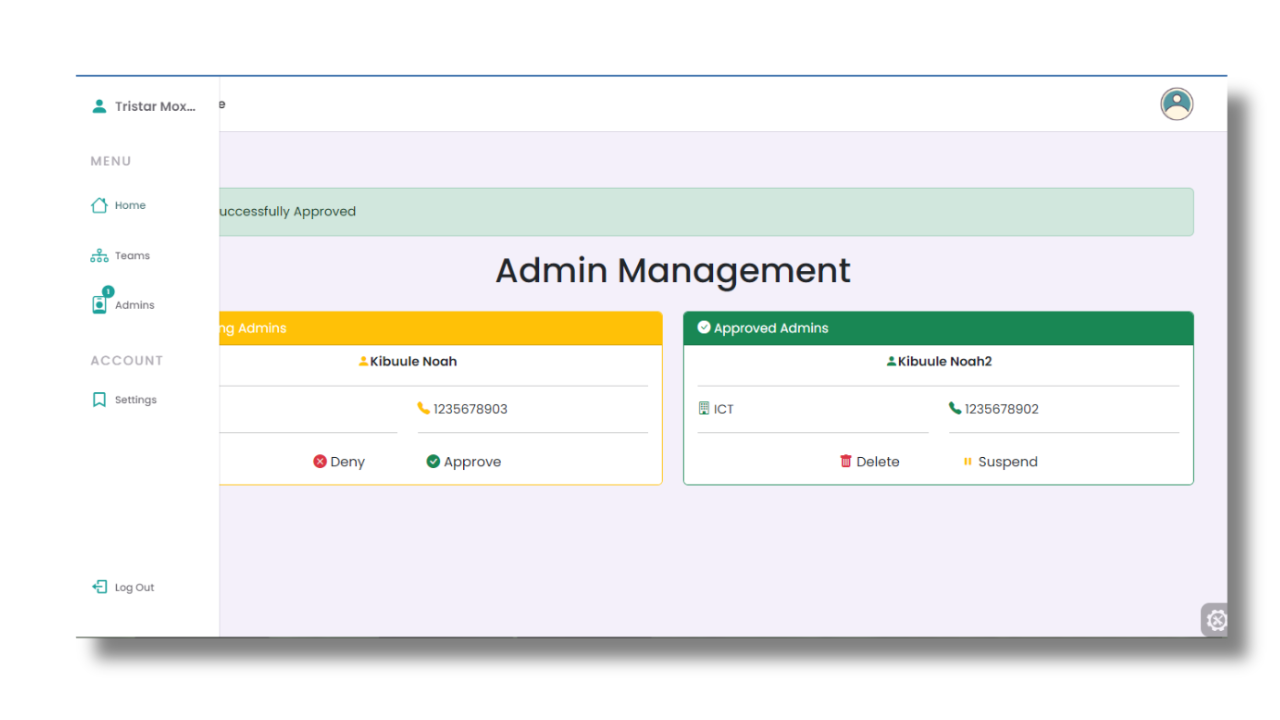 Tristar Mox...
MENU
Home
Teams
1
Admins
ACCOUNT
Settings
Log Out
e
uccessfully Approved
Admin Management
ng Admins
Kibuule Noah
1235678903
Deny
Approve
Approved Admins
Kibuule Noah2
ICT
1235678902
Delete
Suspend